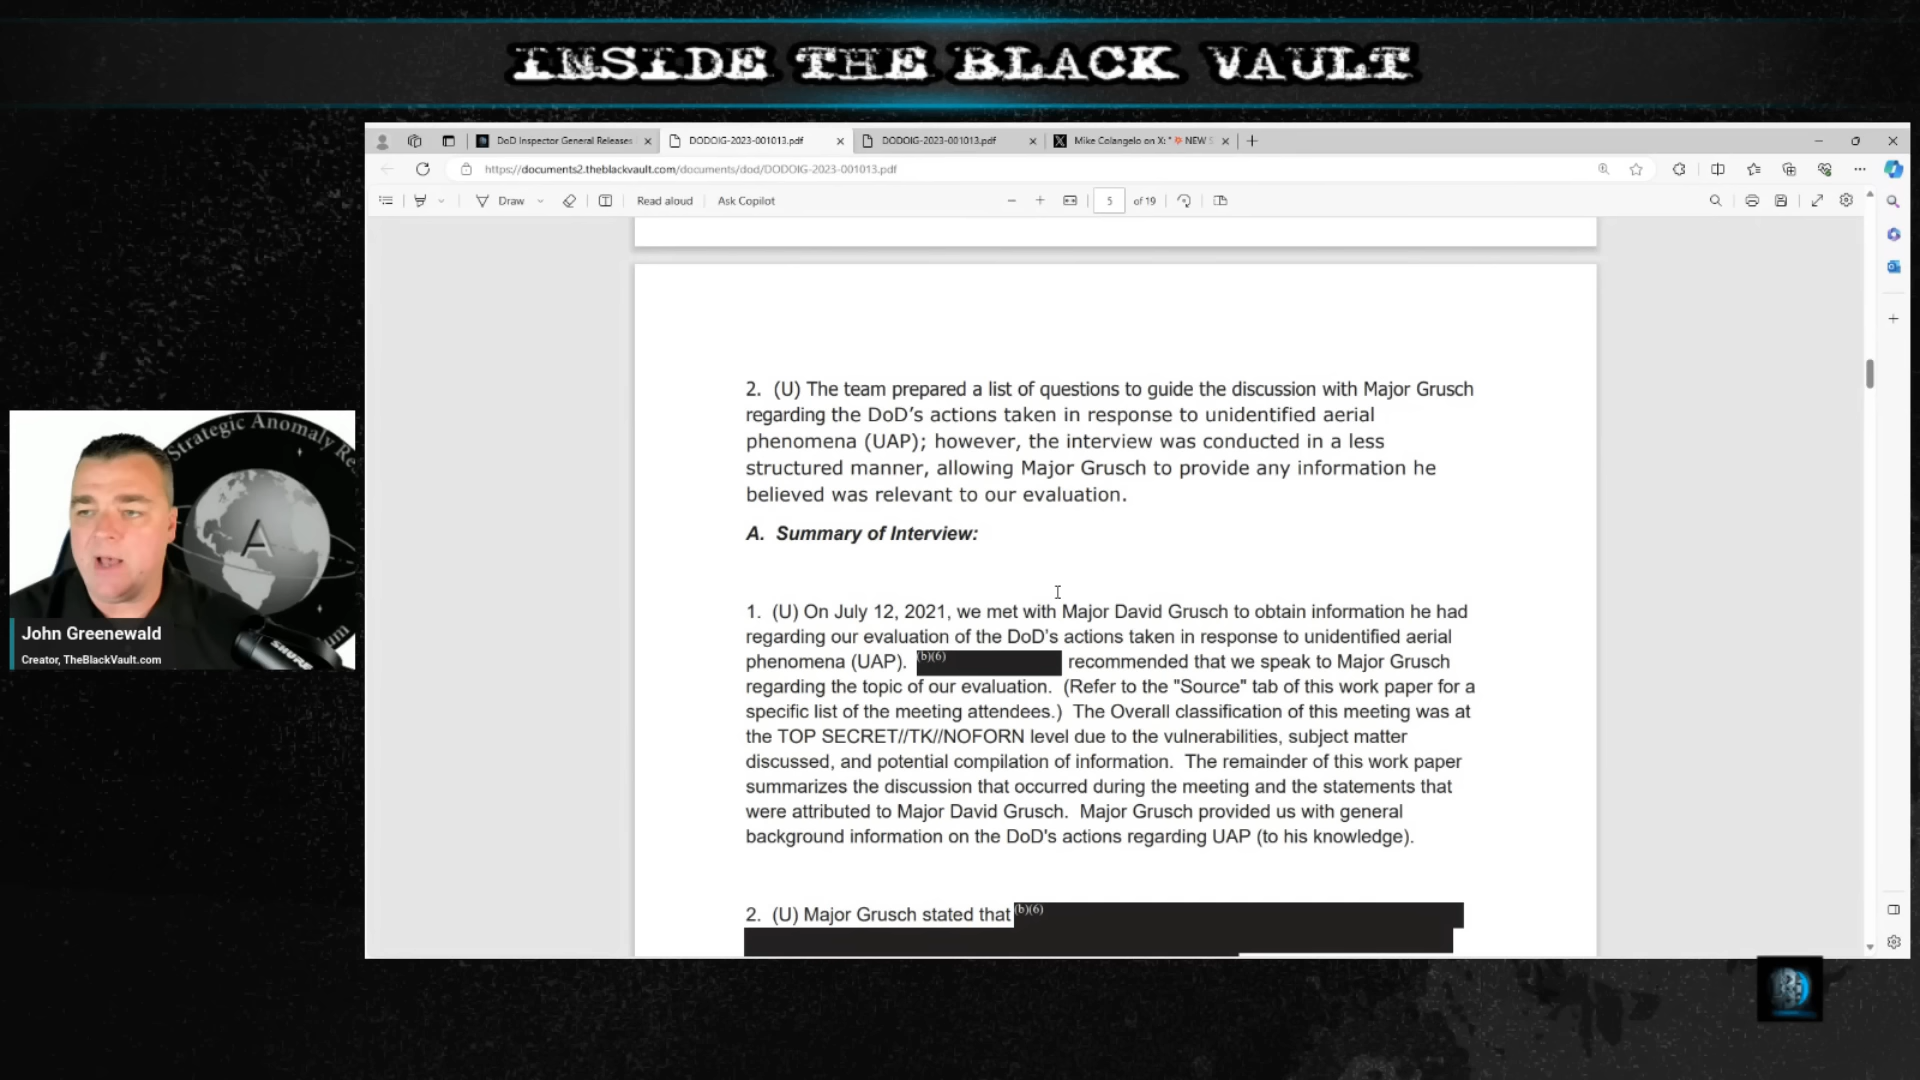 INSIDE THE BLACK VAULT
DoD Inspector General Releases
DODOIG-2023-001013.pdf
DODOIG-2023-001013.pdf
Mike Colangelo on X: "💥 NEW S
https://documents2.theblackvault.com/documents/dod/DODOIG-2023-001013.pdf
Draw
Read aloud
Ask Copilot
5 of 19
2. (U) The team prepared a list of questions to guide the discussion with Major Grusch
regarding the DoD's actions taken in response to unidentified aerial
phenomena (UAP); however, the interview was conducted in a less
structured manner, allowing Major Grusch to provide any information he
believed was relevant to our evaluation.
A. Summary of Interview:
1. (U) On July 12, 2021, we met with Major David Grusch to obtain information he had
regarding our evaluation of the DoD's actions taken in response to unidentified aerial
phenomena (UAP). (b)(6) recommended that we speak to Major Grusch
regarding the topic of our evaluation. (Refer to the "Source" tab of this work paper for a
specific list of the meeting attendees.) The Overall classification of this meeting was at
the TOP SECRET//TK//NOFORN level due to the vulnerabilities, subject matter
discussed, and potential compilation of information. The remainder of this work paper
summarizes the discussion that occurred during the meeting and the statements that
were attributed to Major David Grusch. Major Grusch provided us with general
background information on the DoD's actions regarding UAP (to his knowledge).
2. (U) Major Grusch stated that (b)(6)
Strategic Anomaly Re
A
SHURE
John Greenewald
Creator, TheBlackVault.com